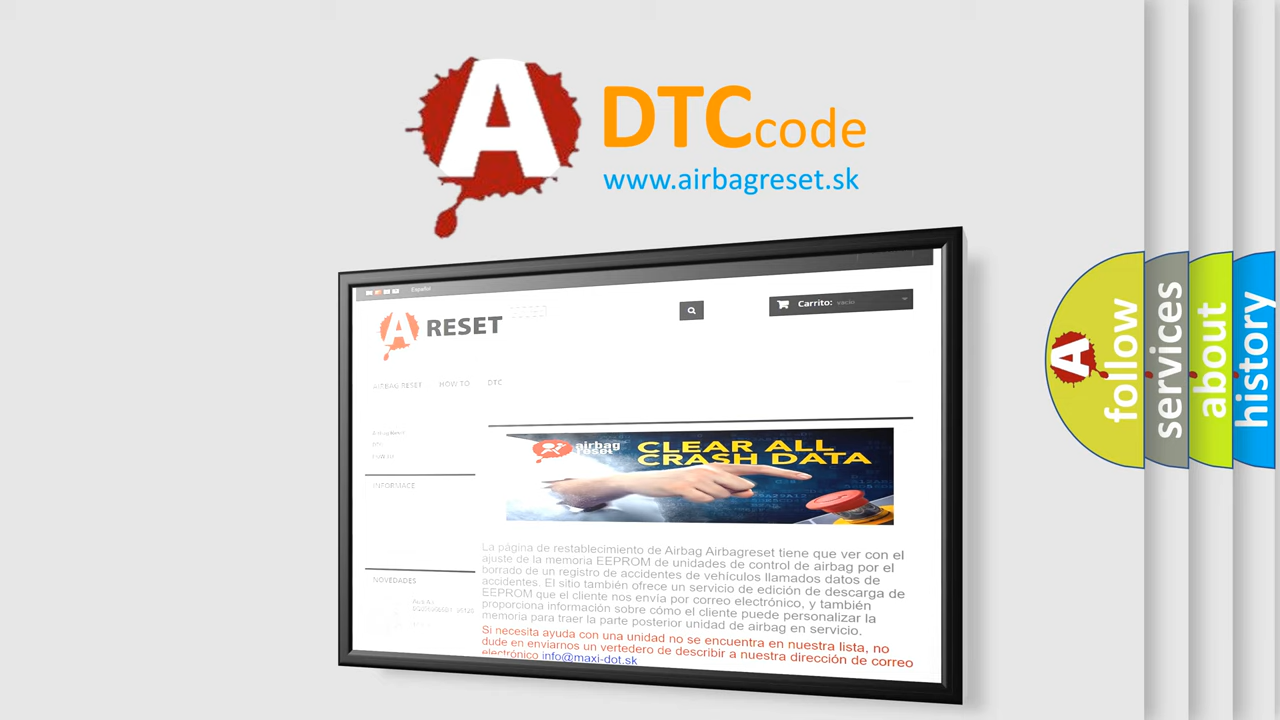 A
DTCcode
www.airbagreset.sk
Español
A RESET
Carrito: vacío
AIRBAG RESET HOW TO DTC
INFORMACE
airbag
reset
CLEAR ALL
CRASH DATA
La página de restablecimiento de Airbag Airbagreset tiene que ver con el
ajuste de la memoria EEPROM de unidades de control de airbag por el
borrado de un registro de accidentes de vehículos llamados datos de
accidentes. El sitio también ofrece un servicio de edición de descarga de
EEPROM que el cliente nos envía por correo electrónico, y también
proporciona información sobre cómo el cliente puede personalizar la
memoria para traer la parte posterior unidad de airbag en servicio.
Si necesita ayuda con una unidad no se encuentra en nuestra lista, no
dude en enviarnos un vertedero de describir a nuestra dirección de correo
electrónico info@maxi-dot.sk
NOVEDADES
A
follow
services
about
history